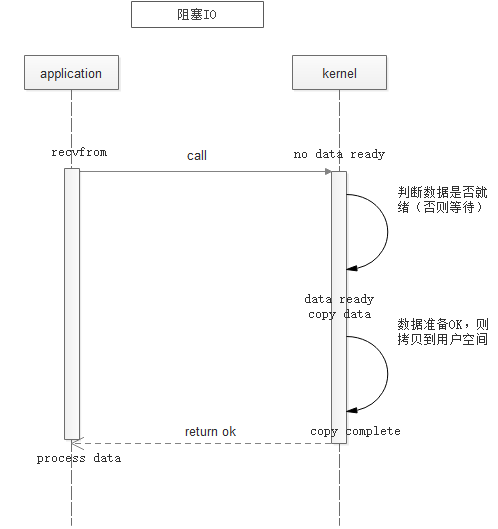 阻塞IO
application
kernel
recvfrom
call
no data ready
判断数据是否就
绪（否则等待）
data ready
copy data
数据准备OK，则
拷贝到用户空间
return ok
copy complete
process data